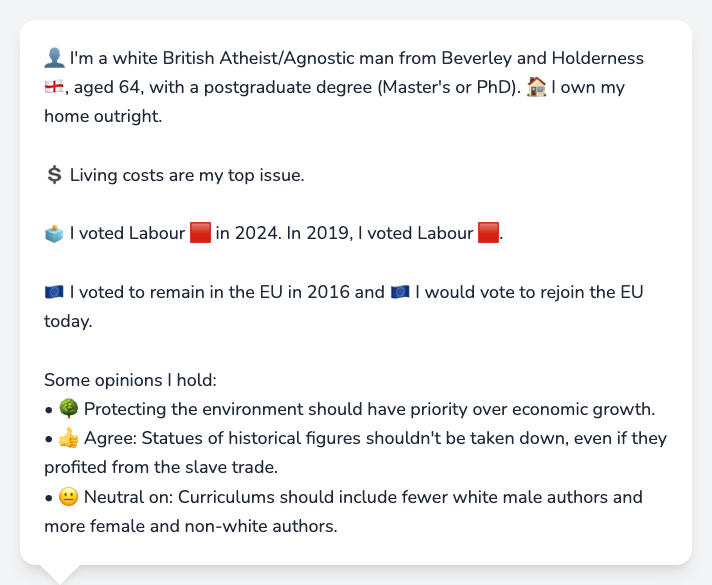 👤 I'm a white British Atheist/Agnostic man from Beverley and Holderness
🏴󠁧󠁢󠁥󠁮󠁧󠁿, aged 64, with a postgraduate degree (Master's or PhD). 🏠 I own my
home outright.
💲 Living costs are my top issue.
🗳️ I voted Labour 🟥 in 2024. In 2019, I voted Labour 🟥.
🇪🇺 I voted to remain in the EU in 2016 and 🇪🇺 I would vote to rejoin the EU
today.
Some opinions I hold:
• 🌳 Protecting the environment should have priority over economic growth.
• 👍 Agree: Statues of historical figures shouldn't be taken down, even if they
profited from the slave trade.
• 😐 Neutral on: Curriculums should include fewer white male authors and
more female and non-white authors.